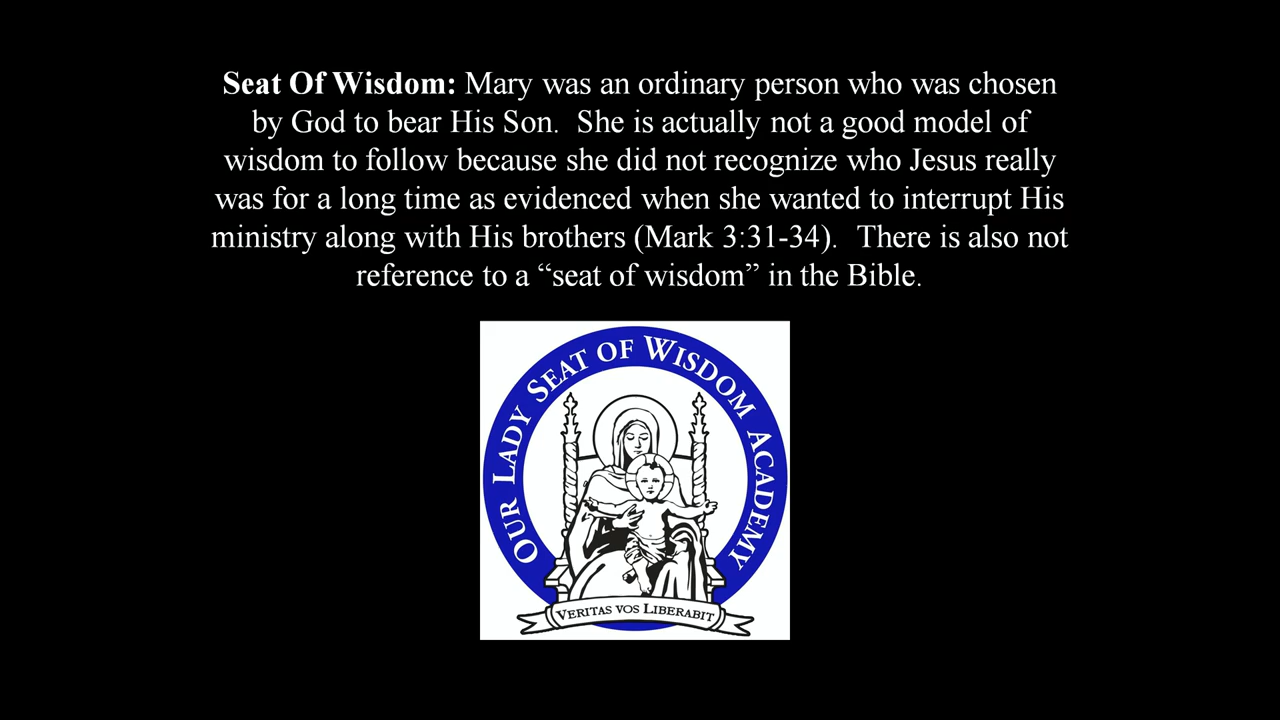 Seat Of Wisdom: Mary was an ordinary person who was chosen
by God to bear His Son.  She is actually not a good model of
wisdom to follow because she did not recognize who Jesus really
was for a long time as evidenced when she wanted to interrupt His
ministry along with His brothers (Mark 3:31-34).  There is also not
reference to a “seat of wisdom” in the Bible.
OUR LADY SEAT OF WISDOM ACADEMY
VERITAS VOS LIBERABIT